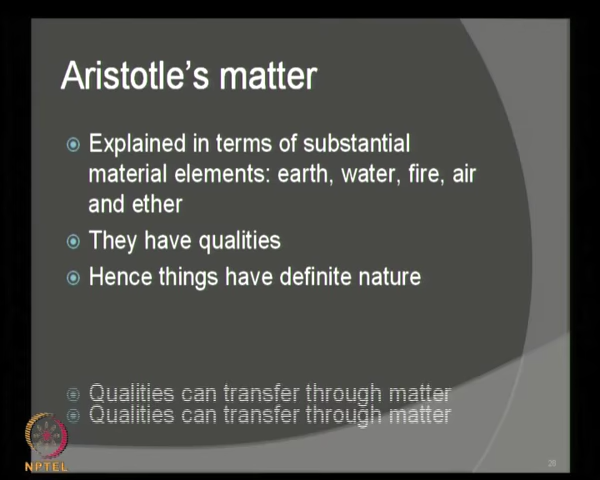 Aristotle's matter
Explained in terms of substantial
material elements: earth, water, fire, air
and ether
They have qualities
Hence things have definite nature
Qualities can transfer through matter
Qualities can transfer through matter
NPTEL